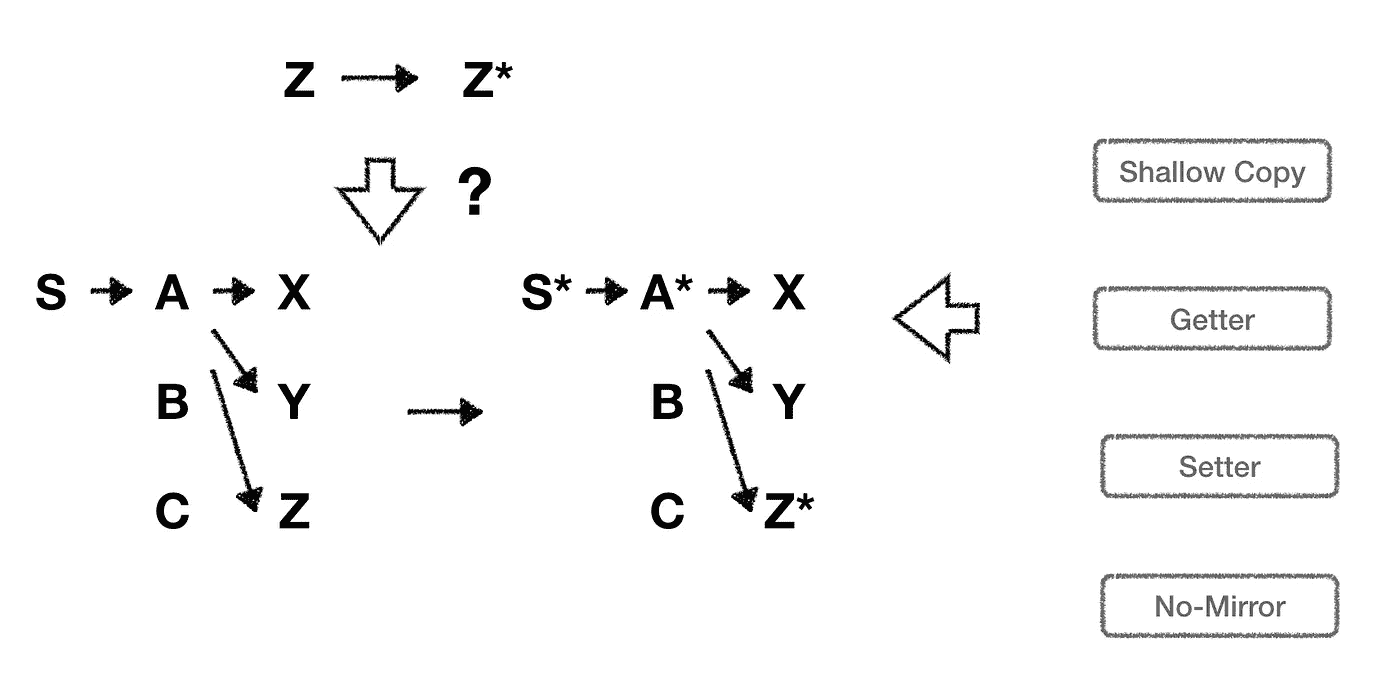 Z Z*
?
S A X
B Y
C Z
S* A* X
B Y
C Z*
Shallow Copy
Getter
Setter
No-Mirror